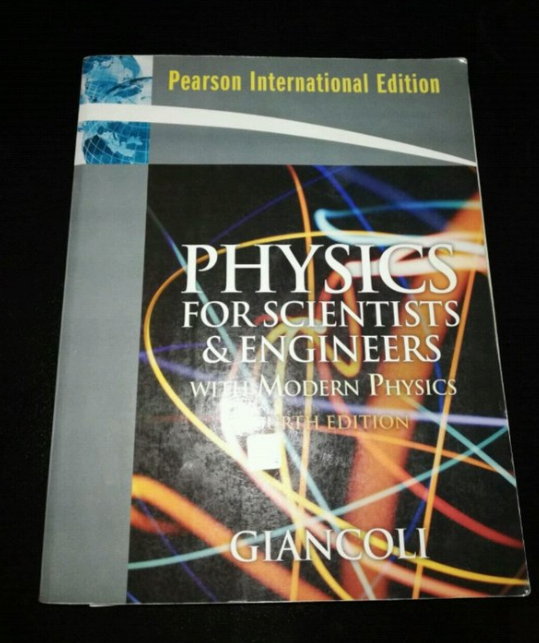 Pearson International Edition
PHYSICS
FOR SCIENTISTS
& ENGINEERS
WITH MODERN PHYSICS
EDITION
GIANCOLI